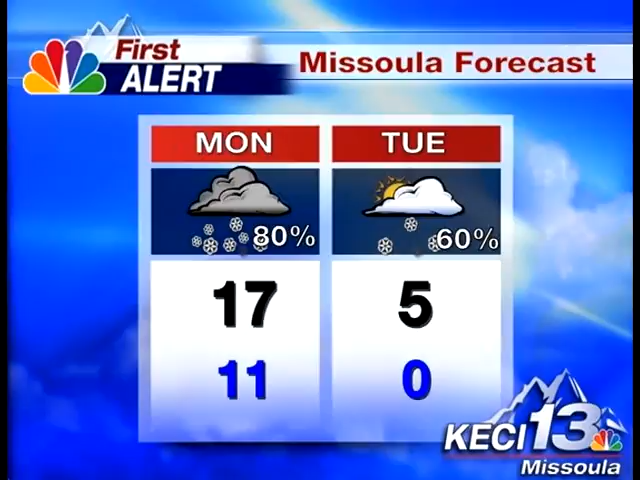 First
ALERT
Missoula Forecast
MON
TUE
80%
60%
17
5
11
0
KECI 13
Missoula